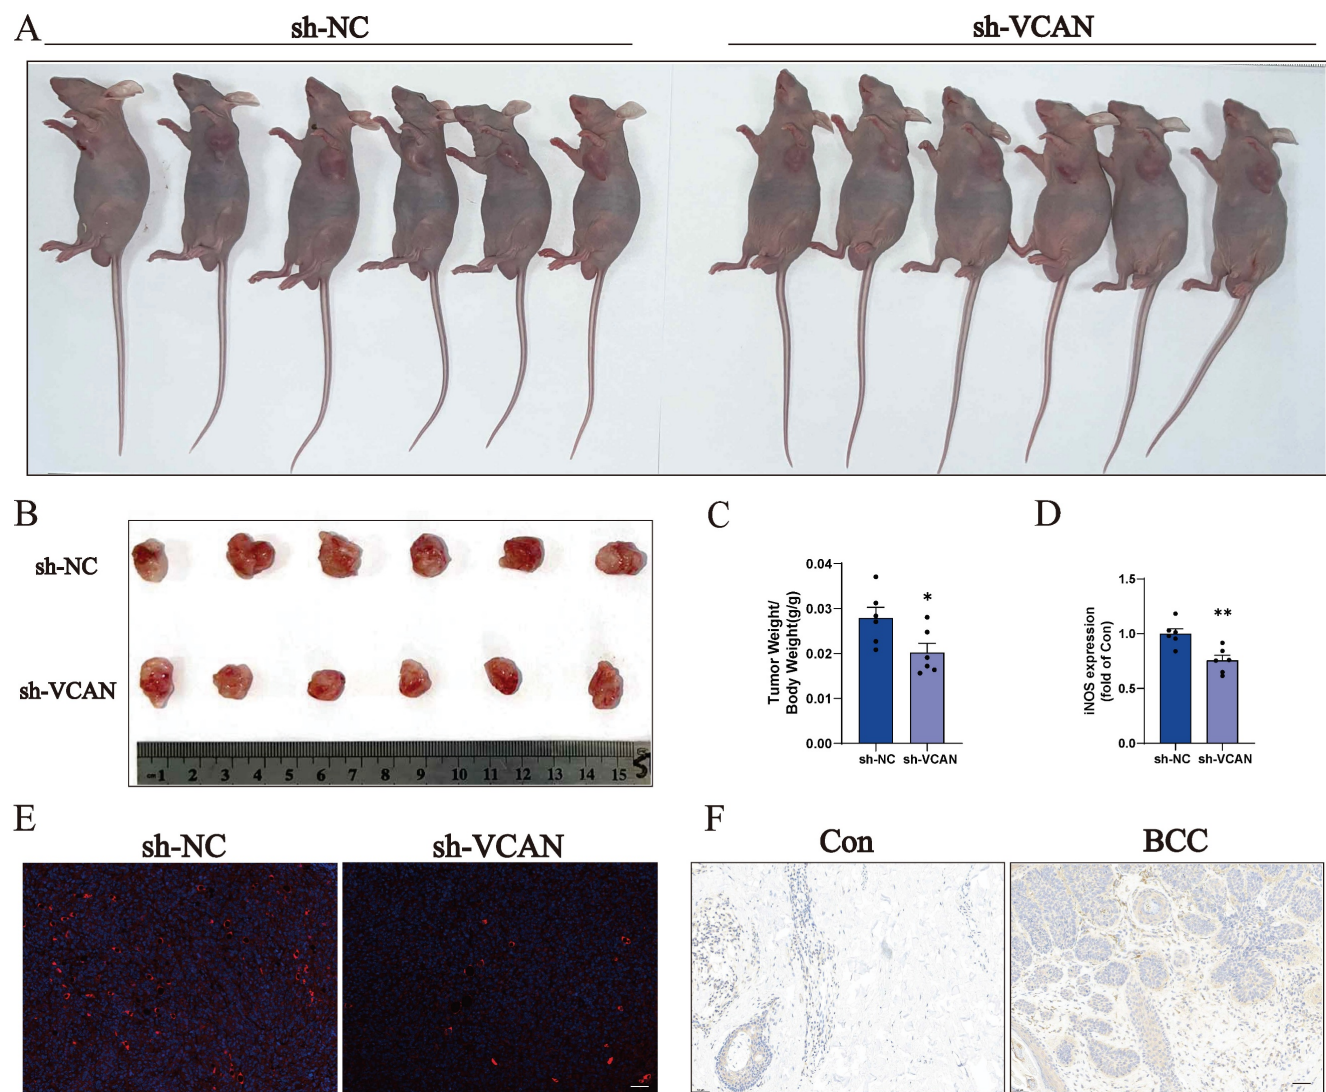 A
sh-NC
sh-VCAN
B
sh-NC
sh-VCAN
1 2 3 4 5 6 7 8 9 10 11 12 13 14 15
C
Tumor Weight/
Body Weight(g/g)
0.04
0.03
0.02
0.01
0.00
*
sh-NC sh-VCAN
D
iNOS expression
(fold of Con)
1.5
1.0
0.5
0.0
**
sh-NC sh-VCAN
E
sh-NC
sh-VCAN
F
Con
BCC